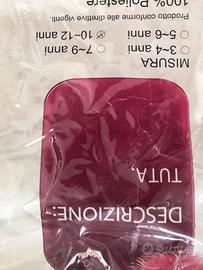 DESCRIZIONE:
TUTA,
MISURA
3~4 anni
5~6 anni
7~9 anni
10~12 anni
Prodotto conforme alle direttive vigenti.
100% Poliestere
subito